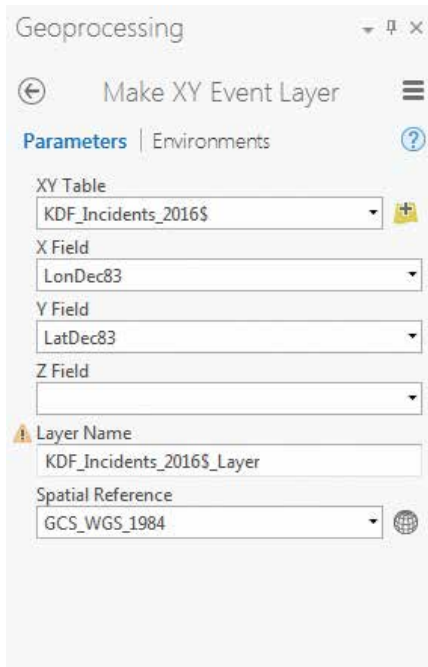 Geoprocessing
Make XY Event Layer
Parameters | Environments
XY Table
KDF_Incidents_2016$
X Field
LonDec83
Y Field
LatDec83
Z Field
Layer Name
KDF_Incidents_2016$_Layer
Spatial Reference
GCS_WGS_1984